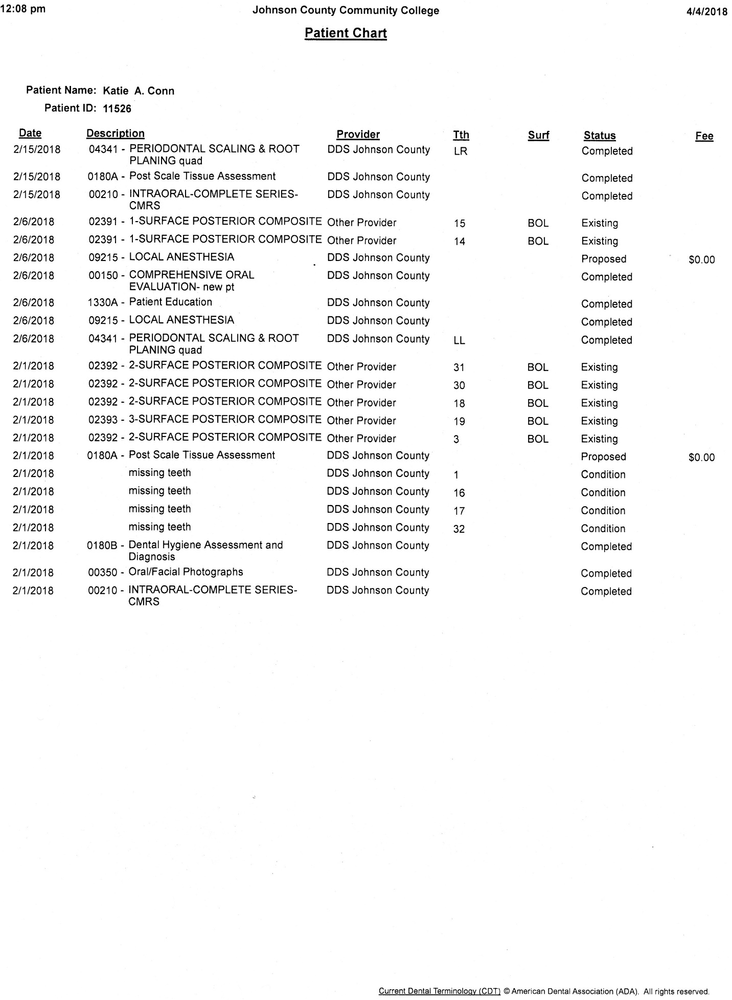 12:08 pm Johnson County Community College 4/4/2018
Patient Chart
Patient Name: Katie A. Conn
Patient ID: 11526
Date Description Provider Tth Surf Status Fee
2/15/2018 04341 - PERIODONTAL SCALING & ROOT DDS Johnson County LR Completed
PLANING quad
2/15/2018 0180A - Post Scale Tissue Assessment DDS Johnson County Completed
2/15/2018 00210 - INTRAORAL-COMPLETE SERIES- DDS Johnson County Completed
CMRS
2/6/2018 02391 - 1-SURFACE POSTERIOR COMPOSITE Other Provider 15 BOL Existing
2/6/2018 02391 - 1-SURFACE POSTERIOR COMPOSITE Other Provider 14 BOL Existing
2/6/2018 09215 - LOCAL ANESTHESIA DDS Johnson County Proposed $0.00
2/6/2018 00150 - COMPREHENSIVE ORAL DDS Johnson County Completed
EVALUATION- new pt
2/6/2018 1330A - Patient Education DDS Johnson County Completed
2/6/2018 09215 - LOCAL ANESTHESIA DDS Johnson County Completed
2/6/2018 04341 - PERIODONTAL SCALING & ROOT DDS Johnson County LL Completed
PLANING quad
2/1/2018 02392 - 2-SURFACE POSTERIOR COMPOSITE Other Provider 31 BOL Existing
2/1/2018 02392 - 2-SURFACE POSTERIOR COMPOSITE Other Provider 30 BOL Existing
2/1/2018 02392 - 2-SURFACE POSTERIOR COMPOSITE Other Provider 18 BOL Existing
2/1/2018 02393 - 3-SURFACE POSTERIOR COMPOSITE Other Provider 19 BOL Existing
2/1/2018 02392 - 2-SURFACE POSTERIOR COMPOSITE Other Provider 3 BOL Existing
2/1/2018 0180A - Post Scale Tissue Assessment DDS Johnson County Proposed $0.00
2/1/2018 missing teeth DDS Johnson County 1 Condition
2/1/2018 missing teeth DDS Johnson County 16 Condition
2/1/2018 missing teeth DDS Johnson County 17 Condition
2/1/2018 missing teeth DDS Johnson County 32 Condition
2/1/2018 0180B - Dental Hygiene Assessment and DDS Johnson County Completed
Diagnosis
2/1/2018 00350 - Oral/Facial Photographs DDS Johnson County Completed
2/1/2018 00210 - INTRAORAL-COMPLETE SERIES- DDS Johnson County Completed
CMRS
Current Dental Terminology (CDT) © American Dental Association (ADA). All rights reserved.